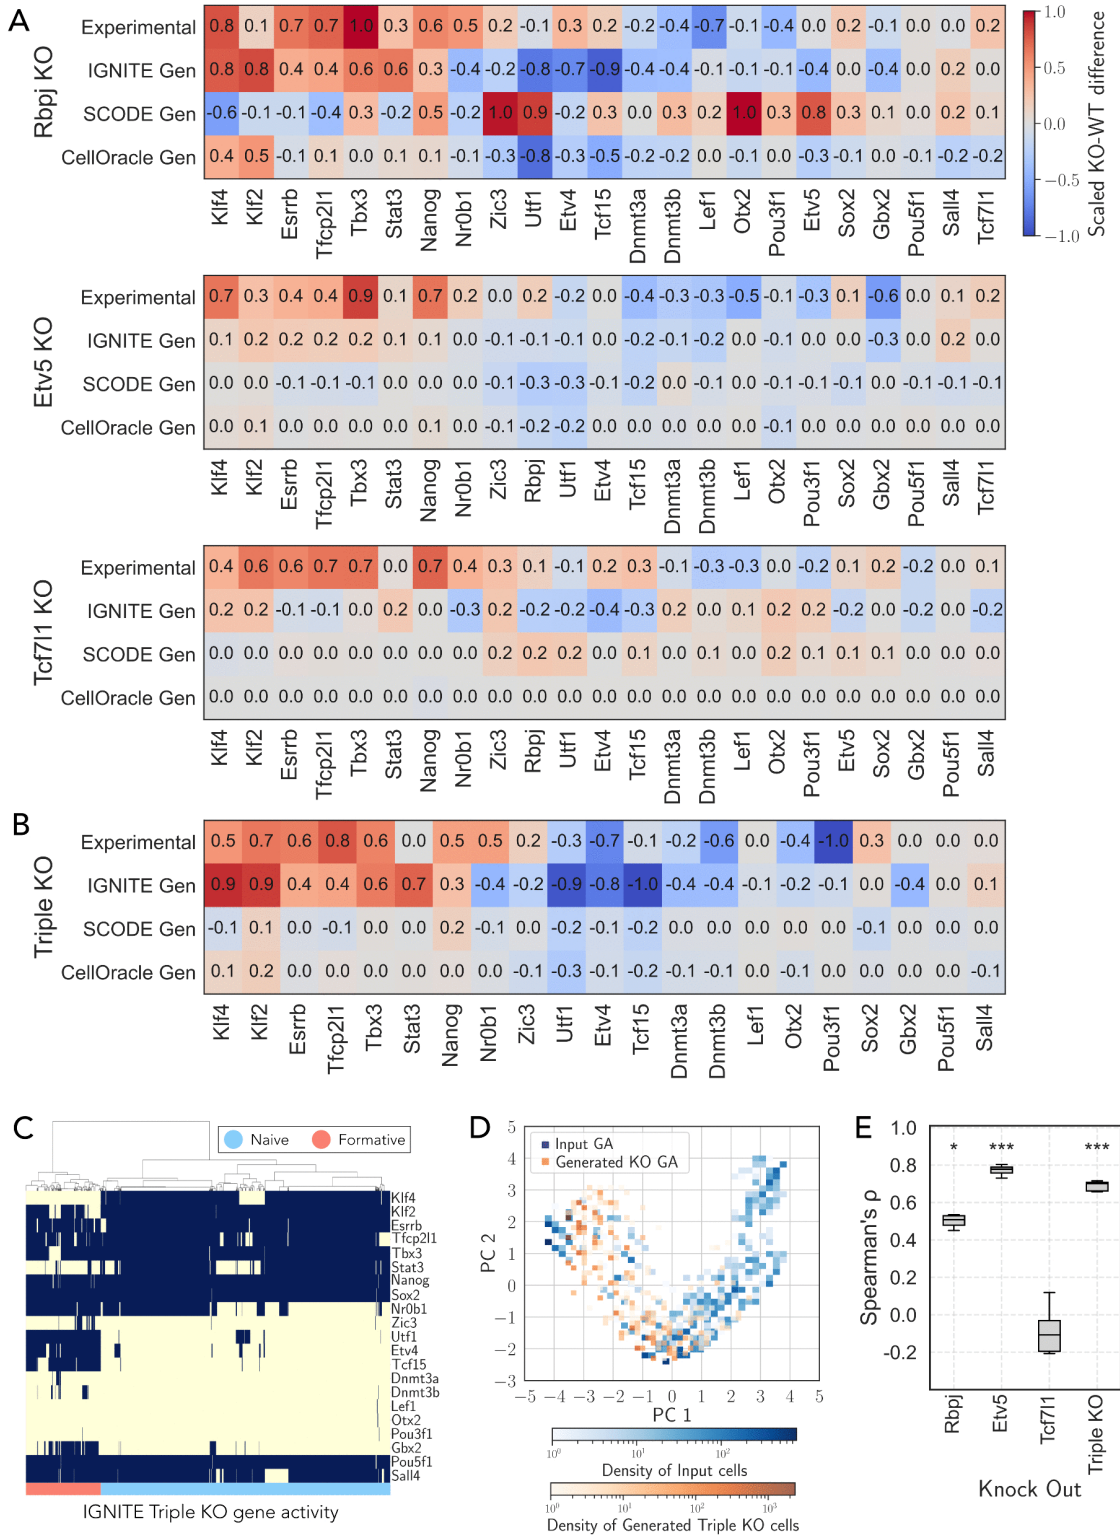 A
Rbpj KO
Experimental 0.8 0.1 0.7 0.7 1.0 0.3 0.6 0.5 0.2 -0.1 0.3 0.2 -0.2 -0.4 -0.7 -0.1 -0.4 0.0 0.2 -0.1 0.0 0.0 0.2
IGNITE Gen 0.8 0.8 0.4 0.4 0.6 0.6 0.3 -0.4 -0.2 -0.8 -0.7 -0.9 -0.4 -0.4 -0.1 -0.1 -0.1 -0.4 0.0 -0.4 0.0 0.2 0.0
SCODE Gen -0.6 -0.1 -0.1 -0.4 0.3 -0.2 0.5 -0.2 1.0 0.9 -0.2 0.3 0.0 0.3 0.2 1.0 0.3 0.8 0.3 0.1 0.0 0.2 0.1
CellOracle Gen 0.4 0.5 -0.1 0.1 0.0 0.1 0.1 -0.1 -0.3 -0.8 -0.3 -0.5 -0.2 -0.2 0.0 -0.1 0.0 -0.3 -0.1 0.0 -0.1 -0.2 -0.2
Klf4 Klf2 Esrrb Tfcp2l1 Tbx3 Stat3 Nanog Nr0b1 Zic3 Utf1 Etv4 Tcf15 Dnmt3a Dnmt3b Lef1 Otx2 Pou3f1 Etv5 Sox2 Gbx2 Pou5f1 Sall4 Tcf7l1
1.0
0.5
0.0
−0.5
−1.0
Scaled KO-WT difference
Etv5 KO
Experimental 0.7 0.3 0.4 0.4 0.9 0.1 0.7 0.2 0.0 0.2 -0.2 0.0 -0.4 -0.3 -0.3 -0.5 -0.1 -0.3 0.1 -0.6 0.0 0.1 0.2
IGNITE Gen 0.1 0.2 0.2 0.2 0.2 0.1 0.1 0.0 -0.1 -0.1 -0.1 0.0 -0.2 -0.1 -0.2 0.0 -0.1 0.0 0.0 -0.3 0.0 0.2 0.0
SCODE Gen 0.0 0.0 -0.1 -0.1 -0.1 0.0 0.0 0.0 -0.1 -0.3 -0.3 -0.1 -0.2 0.0 -0.1 0.0 -0.1 -0.1 -0.1 0.0 -0.1 -0.1 -0.1
CellOracle Gen 0.0 0.1 0.0 0.0 0.0 0.0 0.1 0.0 -0.1 -0.2 -0.2 0.0 0.0 0.0 0.0 0.0 -0.1 0.0 0.0 0.0 0.0 0.0 0.0
Klf4 Klf2 Esrrb Tfcp2l1 Tbx3 Stat3 Nanog Nr0b1 Zic3 Rbpj Utf1 Etv4 Tcf15 Dnmt3a Dnmt3b Lef1 Otx2 Pou3f1 Sox2 Gbx2 Pou5f1 Sall4 Tcf7l1
Tcf7l1 KO
Experimental 0.4 0.6 0.6 0.7 0.7 0.0 0.7 0.4 0.3 0.1 -0.1 0.2 0.3 -0.1 -0.3 -0.3 0.0 -0.2 0.1 0.2 -0.2 0.0 0.1
IGNITE Gen 0.2 0.2 -0.1 -0.1 0.0 0.2 0.0 -0.3 0.2 -0.2 -0.2 -0.4 -0.3 0.2 0.0 0.1 0.2 0.2 -0.2 0.0 -0.2 0.0 -0.2
SCODE Gen 0.0 0.0 0.0 0.0 0.0 0.0 0.0 0.0 0.2 0.2 0.2 0.0 0.1 0.0 0.1 0.0 0.2 0.1 0.1 0.1 0.0 0.0 0.0
CellOracle Gen 0.0 0.0 0.0 0.0 0.0 0.0 0.0 0.0 0.0 0.0 0.0 0.0 0.0 0.0 0.0 0.0 0.0 0.0 0.0 0.0 0.0 0.0 0.0
Klf4 Klf2 Esrrb Tfcp2l1 Tbx3 Stat3 Nanog Nr0b1 Zic3 Rbpj Utf1 Etv4 Tcf15 Dnmt3a Dnmt3b Lef1 Otx2 Pou3f1 Etv5 Sox2 Gbx2 Pou5f1 Sall4
B
Triple KO
Experimental 0.5 0.7 0.6 0.8 0.6 0.0 0.5 0.5 0.2 -0.3 -0.7 -0.1 -0.2 -0.6 0.0 -0.4 -1.0 0.3 0.0 0.0 0.0
IGNITE Gen 0.9 0.9 0.4 0.4 0.6 0.7 0.3 -0.4 -0.2 -0.9 -0.8 -1.0 -0.4 -0.4 -0.1 -0.2 -0.1 0.0 -0.4 0.0 0.1
SCODE Gen -0.1 0.1 0.0 -0.1 0.0 0.0 0.2 -0.1 0.0 -0.2 -0.1 -0.2 0.0 0.0 0.0 0.0 0.0 -0.1 0.0 0.0 0.0
CellOracle Gen 0.1 0.2 0.0 0.0 0.0 0.0 0.0 0.0 -0.1 -0.3 -0.1 -0.2 -0.1 -0.1 0.0 -0.1 0.0 0.0 0.0 0.0 -0.1
Klf4 Klf2 Esrrb Tfcp2l1 Tbx3 Stat3 Nanog Nr0b1 Zic3 Utf1 Etv4 Tcf15 Dnmt3a Dnmt3b Lef1 Otx2 Pou3f1 Sox2 Gbx2 Pou5f1 Sall4
C
Naive Formative
Klf4
Klf2
Esrrb
Tfcp2l1
Tbx3
Stat3
Nanog
Sox2
Nr0b1
Zic3
Utf1
Etv4
Tcf15
Dnmt3a
Dnmt3b
Lef1
Otx2
Pou3f1
Gbx2
Pou5f1
Sall4
IGNITE Triple KO gene activity
D
Input GA
Generated KO GA
5
4
3
2
1
0
−1
−2
−3
PC 2
−5 −4 −3 −2 −1 0 1 2 3 4 5
PC 1
10⁰ 10¹ 10²
Density of Input cells
10⁰ 10¹ 10² 10³
Density of Generated Triple KO cells
E
* *** ***
1.0
0.8
0.6
0.4
0.2
0.0
-0.2
Spearman's ρ
Rbpj Etv5 Tcf7l1 Triple KO
Knock Out